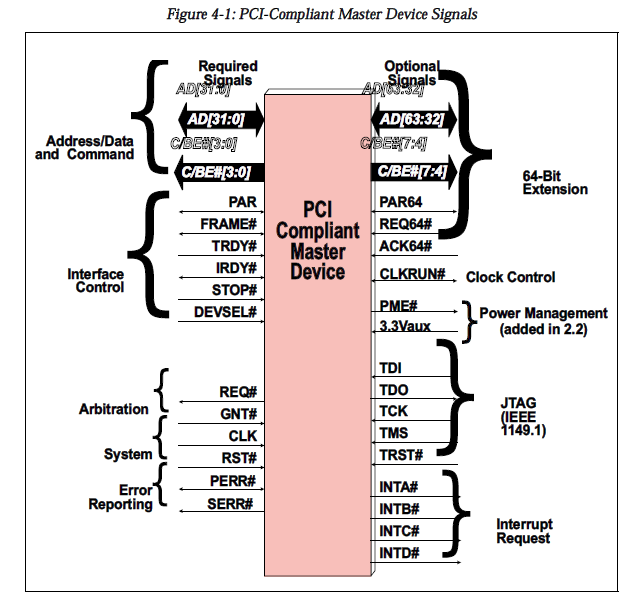 Figure 4-1: PCI-Compliant Master Device Signals
Required
Signals
Optional
Signals
AD[31:0]
AD[63:32]
AD[31:0]
AD[63:32]
Address/Data
and Command
C/BE#[3:0]
C/BE#[7:4]
C/BE#[3:0]
C/BE#[7:4]
64-Bit
Extension
PCI
Compliant
Master
Device
PAR
FRAME#
TRDY#
IRDY#
STOP#
DEVSEL#
Interface
Control
PAR64
REQ64#
ACK64#
CLKRUN#
Clock Control
PME#
3.3Vaux
Power Management
(added in 2.2)
TDI
TDO
TCK
TMS
TRST#
JTAG
(IEEE
1149.1)
REQ#
GNT#
Arbitration
CLK
RST#
System
PERR#
SERR#
Error
Reporting
INTA#
INTB#
INTC#
INTD#
Interrupt
Request